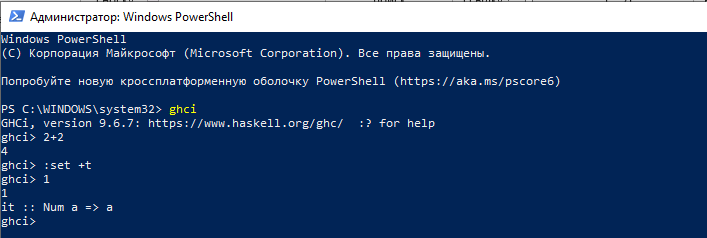 Администратор: Windows PowerShell
Windows PowerShell
(C) Корпорация Майкрософт (Microsoft Corporation). Все права защищены.
Попробуйте новую кроссплатформенную оболочку PowerShell (https://aka.ms/pscore6)
PS C:\WINDOWS\system32> ghci
GHCi, version 9.6.7: https://www.haskell.org/ghc/  :? for help
ghci> 2+2
4
ghci> :set +t
ghci> 1
1
it :: Num a => a
ghci>